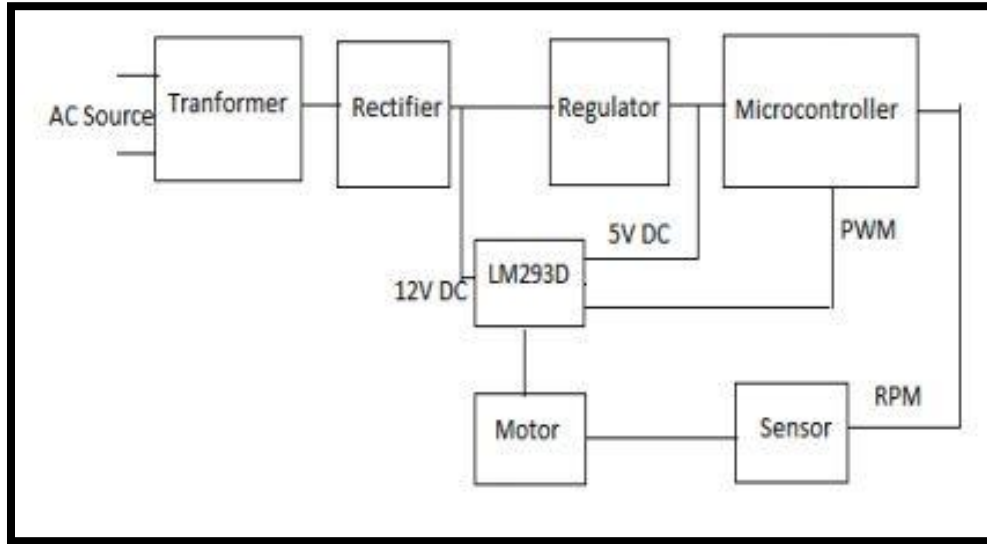 AC Source
Tranformer
Rectifier
Regulator
Microcontroller
5V DC
PWM
12V DC
LM293D
Motor
Sensor
RPM